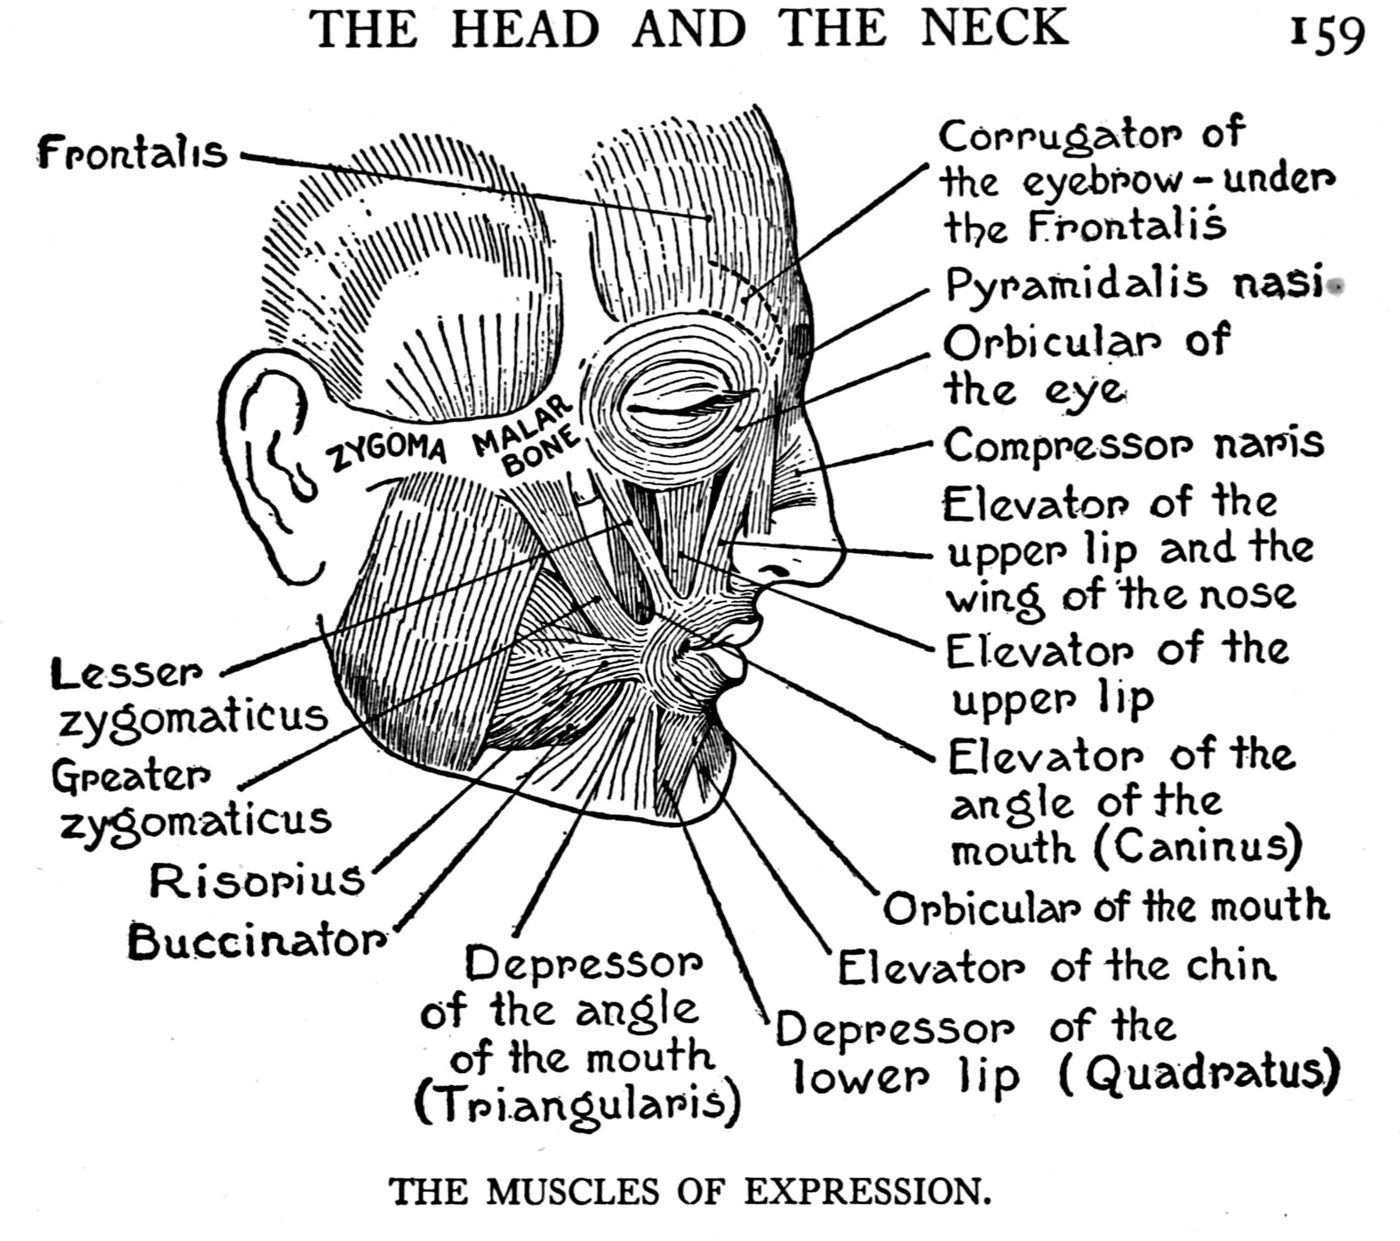 THE HEAD AND THE NECK 159
Frontalis
Corrugator of
the eyebrow - under
the Frontalis
Pyramidalis nasi
Orbicular of
the eye
Compressor naris
Elevator of the
upper lip and the
wing of the nose
Elevator of the
upper lip
Elevator of the
angle of the
mouth (Caninus)
Orbicular of the mouth
Elevator of the chin
Depressor of the
lower lip (Quadratus)
ZYGOMA
MALAR
BONE
Lesser
zygomaticus
Greater
zygomaticus
Risorius
Buccinator
Depressor
of the angle
of the mouth
(Triangularis)
THE MUSCLES OF EXPRESSION.